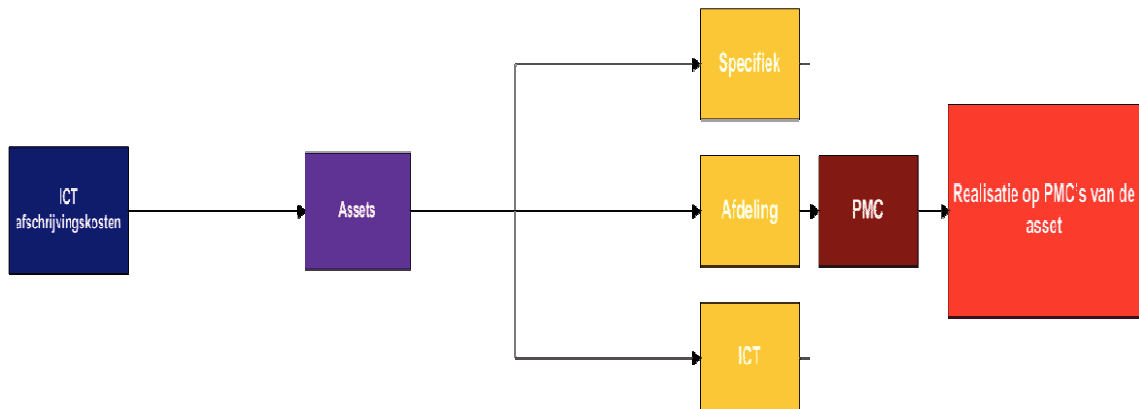 ICT
afschrijvingskosten
Assets
Specifiek
Afdeling
ICT
PMC
Realisatie op PMC's van de
asset